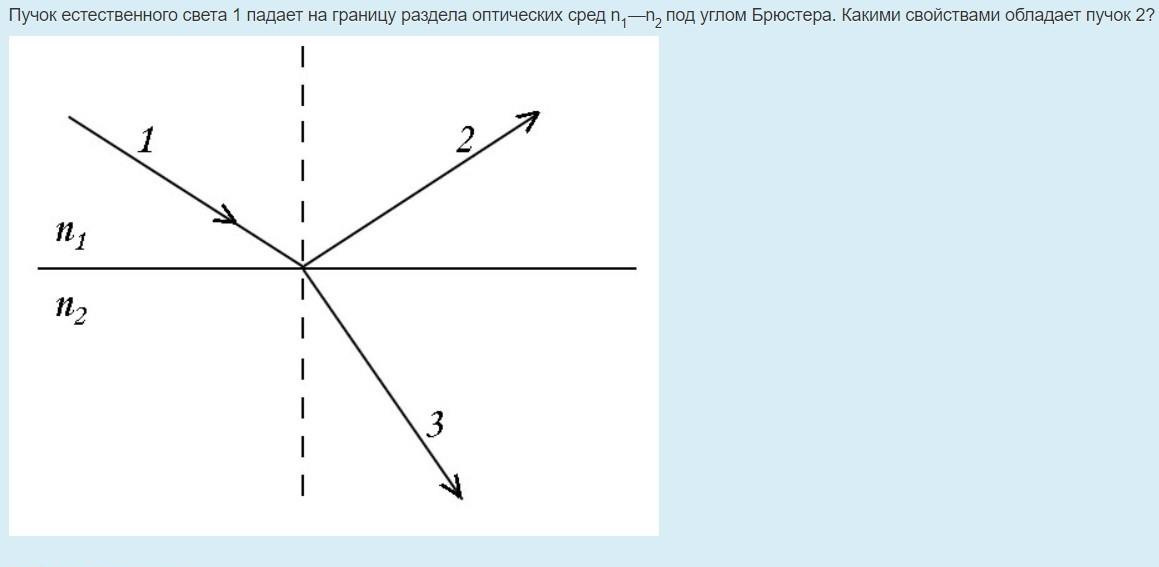 Пучок естественного света 1 падает на границу раздела оптических сред n1—n2 под углом Брюстера. Какими свойствами обладает пучок 2?
1
2
n1
n2
3